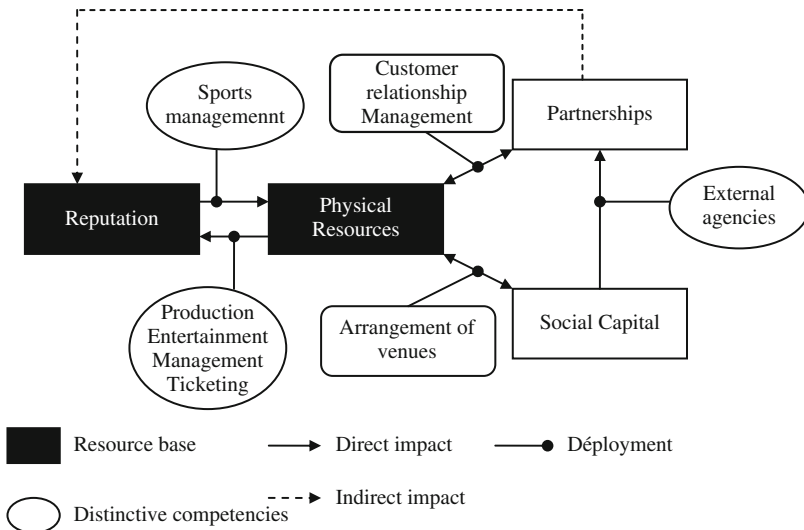 Sports
managemennt
Customer
relationship
Management
Partnerships
Reputation
Physical
Resources
External
agencies
Production
Entertainment
Management
Ticketing
Arrangement of
venues
Social Capital
Resource base
Direct impact
Déployment
Distinctive competencies
Indirect impact